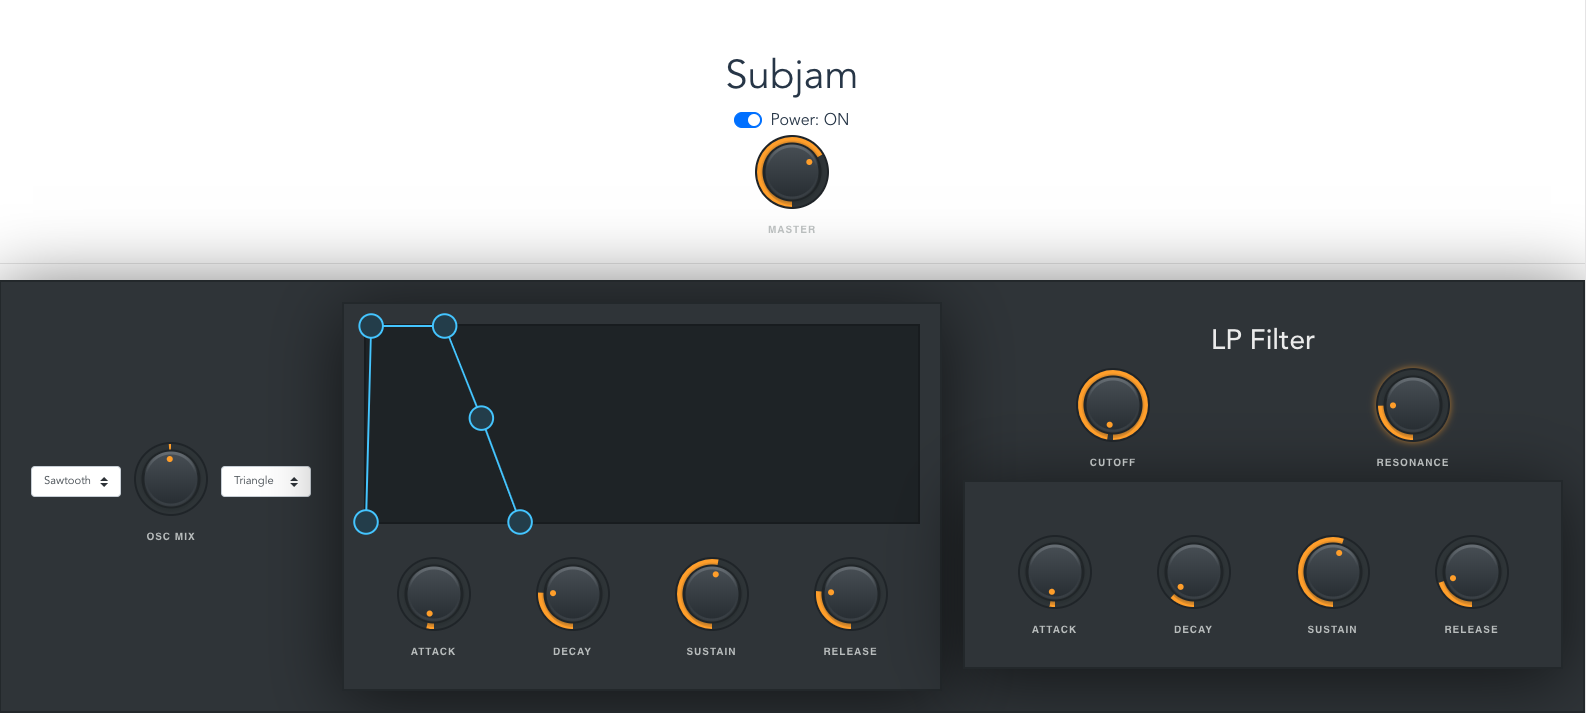 Subjam
Power: ON
MASTER
Sawtooth
Triangle
OSC MIX
ATTACK
DECAY
SUSTAIN
RELEASE
LP Filter
CUTOFF
RESONANCE
ATTACK
DECAY
SUSTAIN
RELEASE